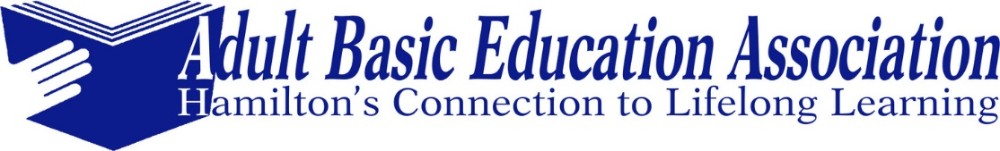 Adult Basic Education Association
Hamilton's Connection to Lifelong Learning